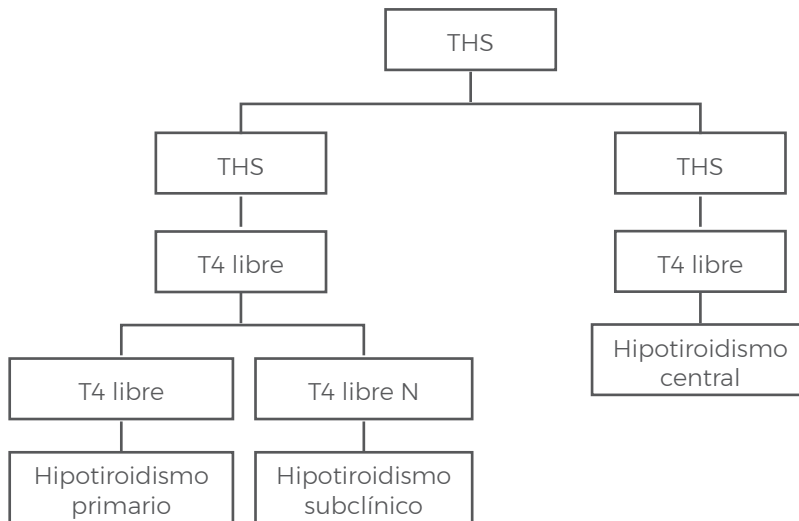 THS
THS
THS
T4 libre
T4 libre
T4 libre
T4 libre N
Hipotiroidismo
central
Hipotiroidismo
primario
Hipotiroidismo
subclínico